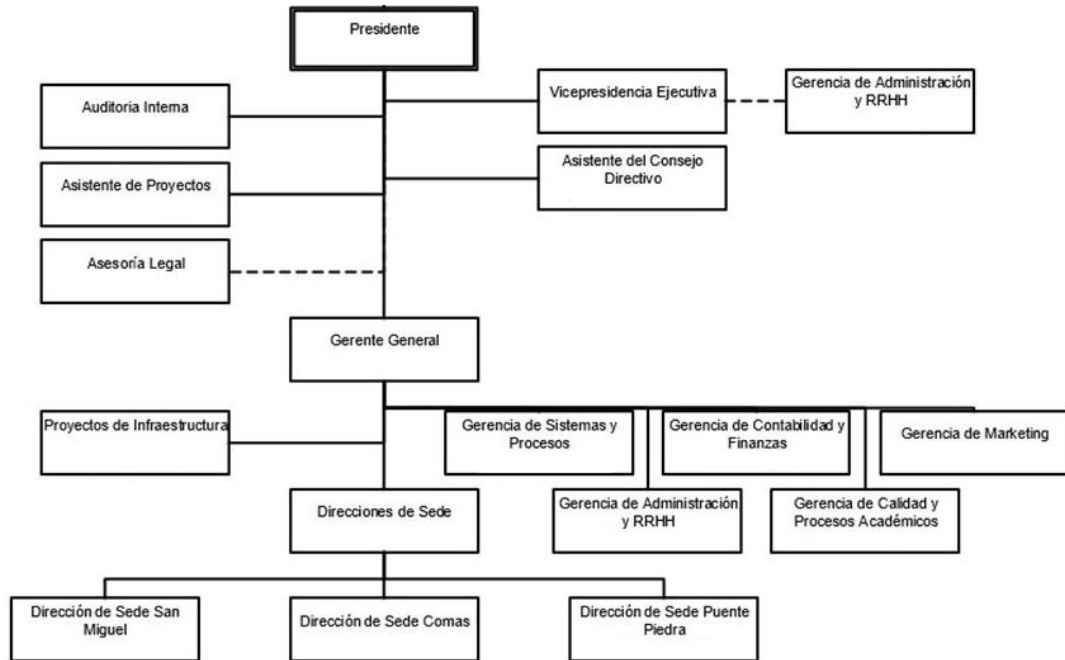 Presidente
Auditoria Interna
Vicepresidencia Ejecutiva
Gerencia de Administración
y RRHH
Asistente de Proyectos
Asistente del Consejo
Directivo
Asesoría Legal
Gerente General
Proyectos de Infraestructura
Gerencia de Sistemas y
Procesos
Gerencia de Contabilidad y
Finanzas
Gerencia de Marketing
Direcciones de Sede
Gerencia de Administración
y RRHH
Gerencia de Calidad y
Procesos Académicos
Dirección de Sede San
Miguel
Dirección de Sede Comas
Dirección de Sede Puente
Piedra